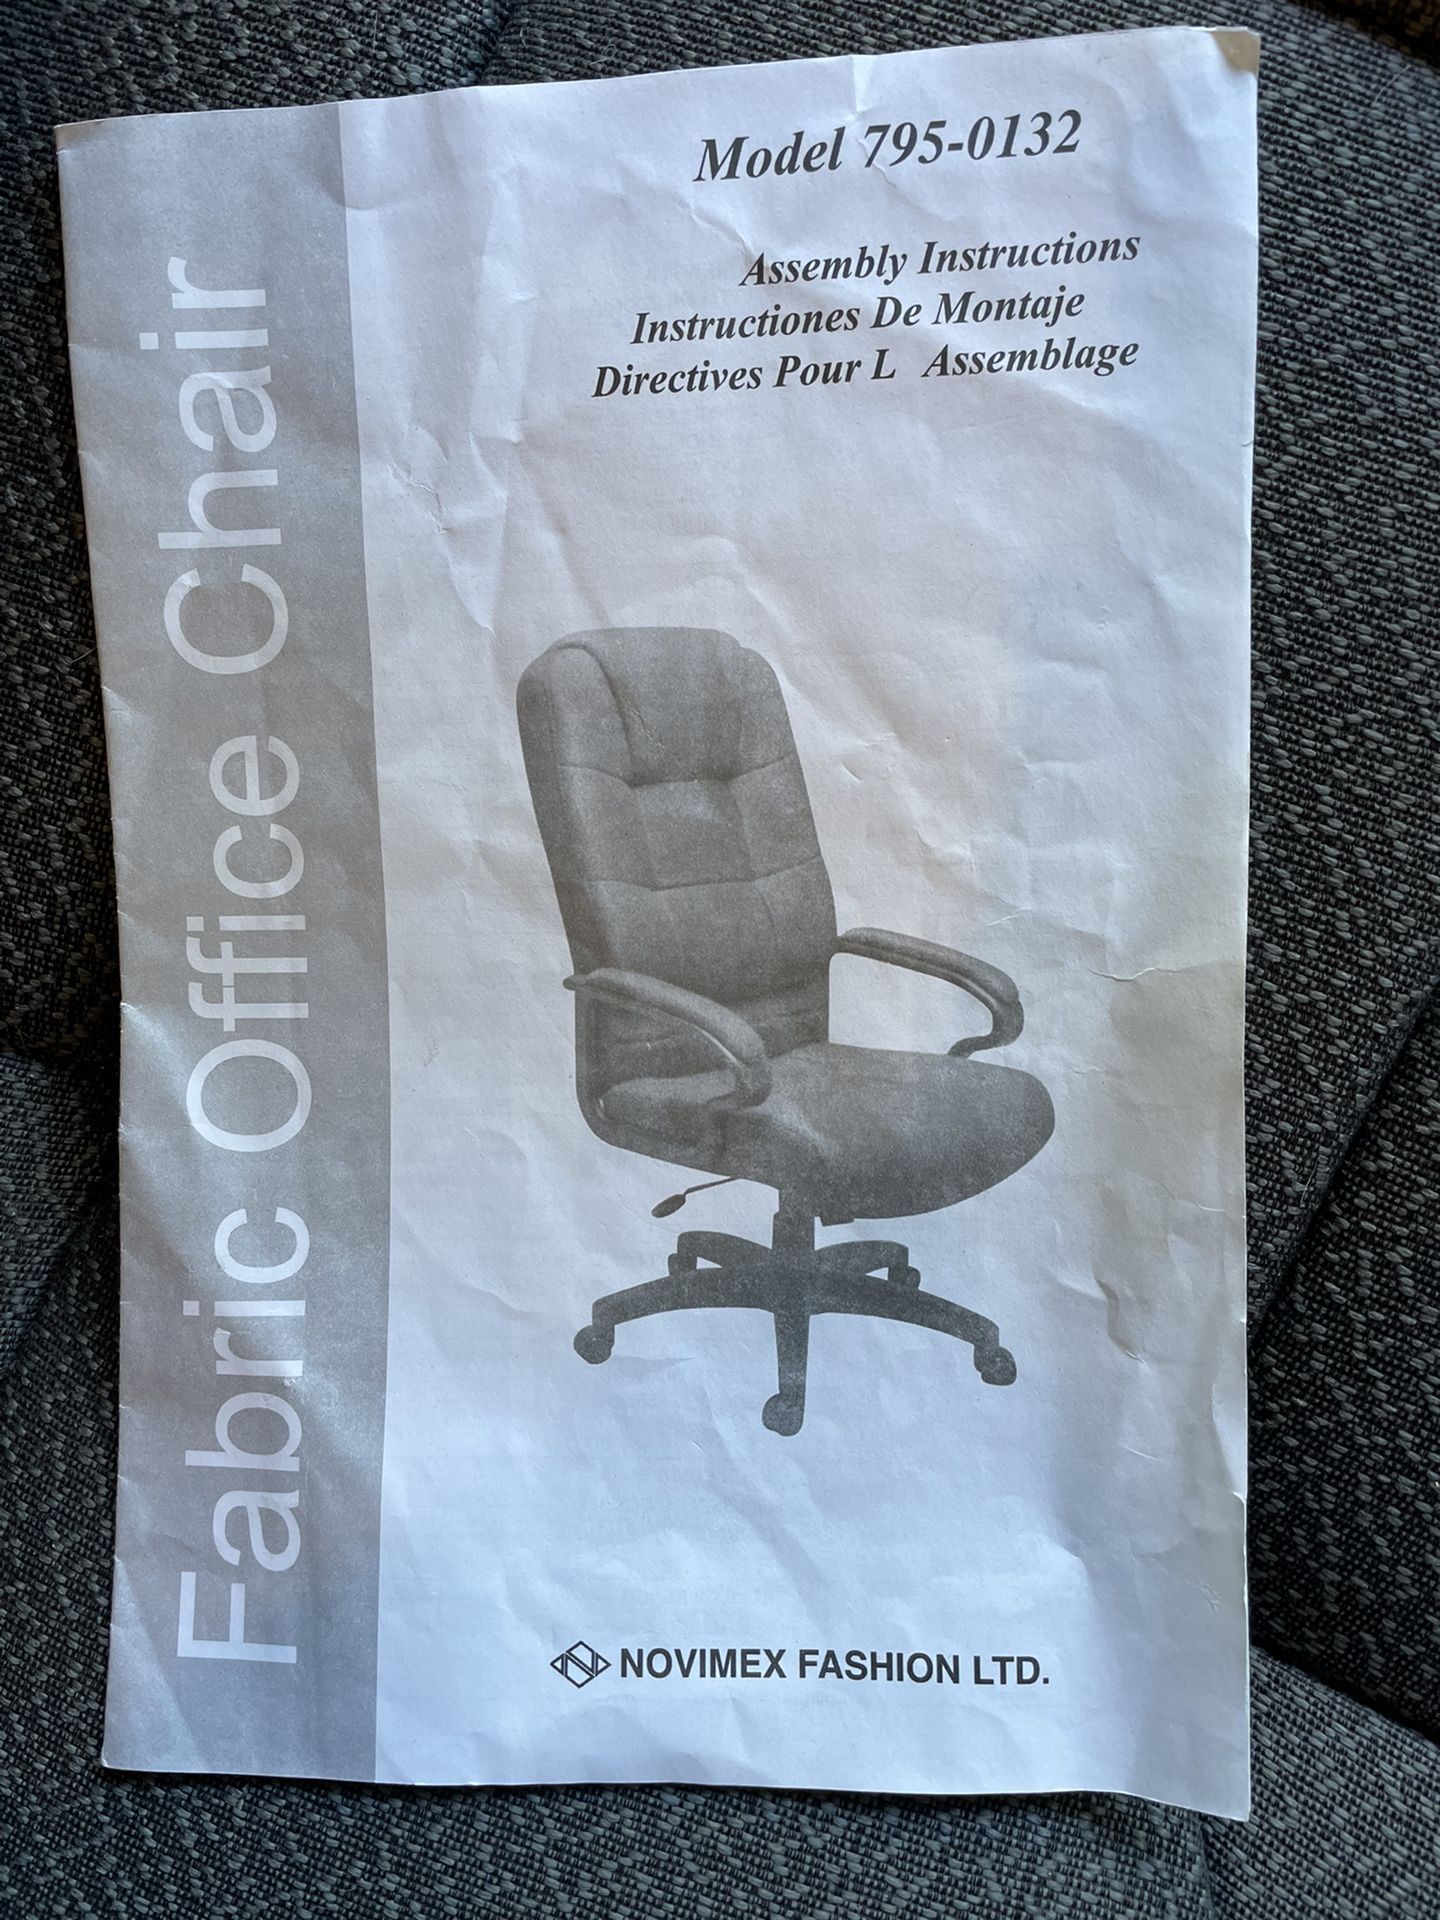 Model 795-0132
Assembly Instructions
Instructiones De Montaje
Directives Pour L Assemblage
Fabric Office Chair
NOVIMEX FASHION LTD.